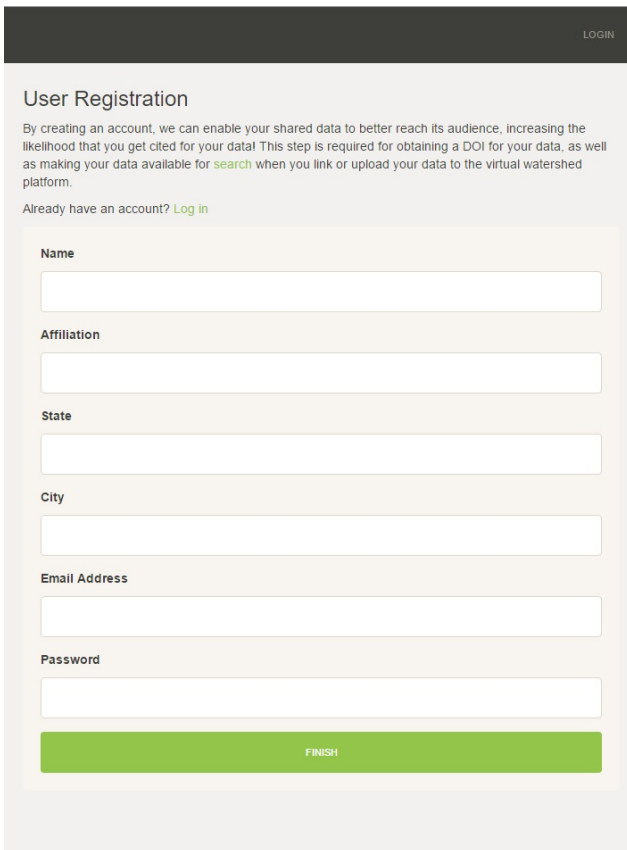 LOGIN
User Registration
By creating an account, we can enable your shared data to better reach its audience, increasing the
likelihood that you get cited for your data! This step is required for obtaining a DOI for your data, as well
as making your data available for search when you link or upload your data to the virtual watershed
platform.
Already have an account? Log in
Name
Affiliation
State
City
Email Address
Password
FINISH